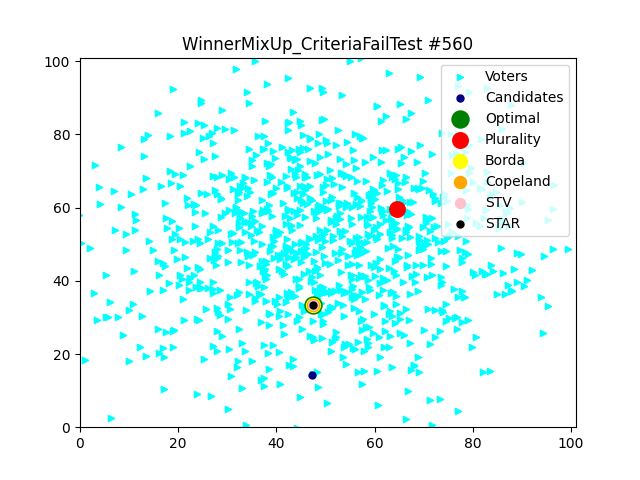 WinnerMixUp_CriteriaFailTest #560
100
80
60
40
20
0
0
20
40
60
80
100
Voters
Candidates
Optimal
Plurality
Borda
Copeland
STV
STAR